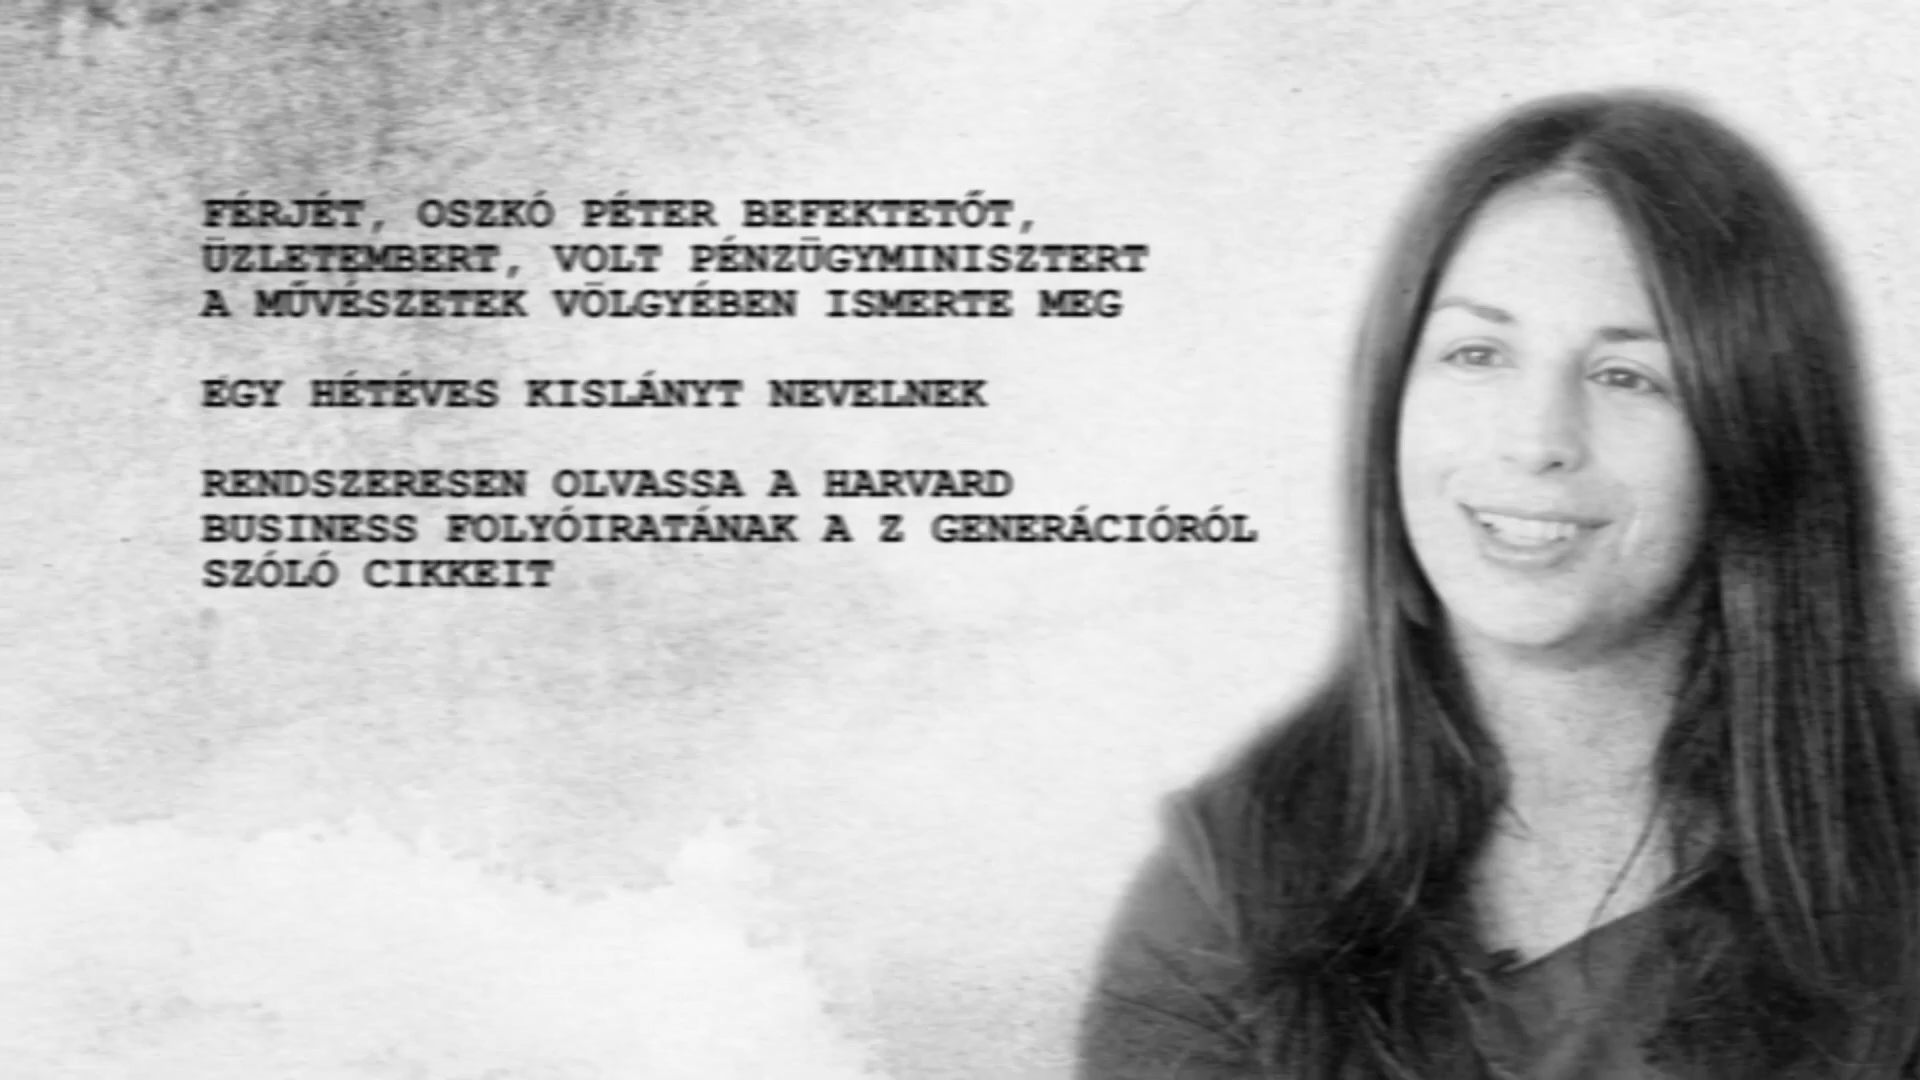 FÉRJÉT, OSZKÓ PÉTER BEFEKTETŐT,
ÜZLETEMBERT, VOLT PÉNZÜGYMINISZTERT
A MŰVÉSZETEK VÖLGYÉBEN ISMERTE MEG
EGY HÉTÉVES KISLÁNYT NEVELNEK
RENDSZERESEN OLVASSA A HARVARD
BUSINESS FOLYÓIRATÁNAK A Z GENERÁCIÓRÓL
SZÓLÓ CIKKEIT